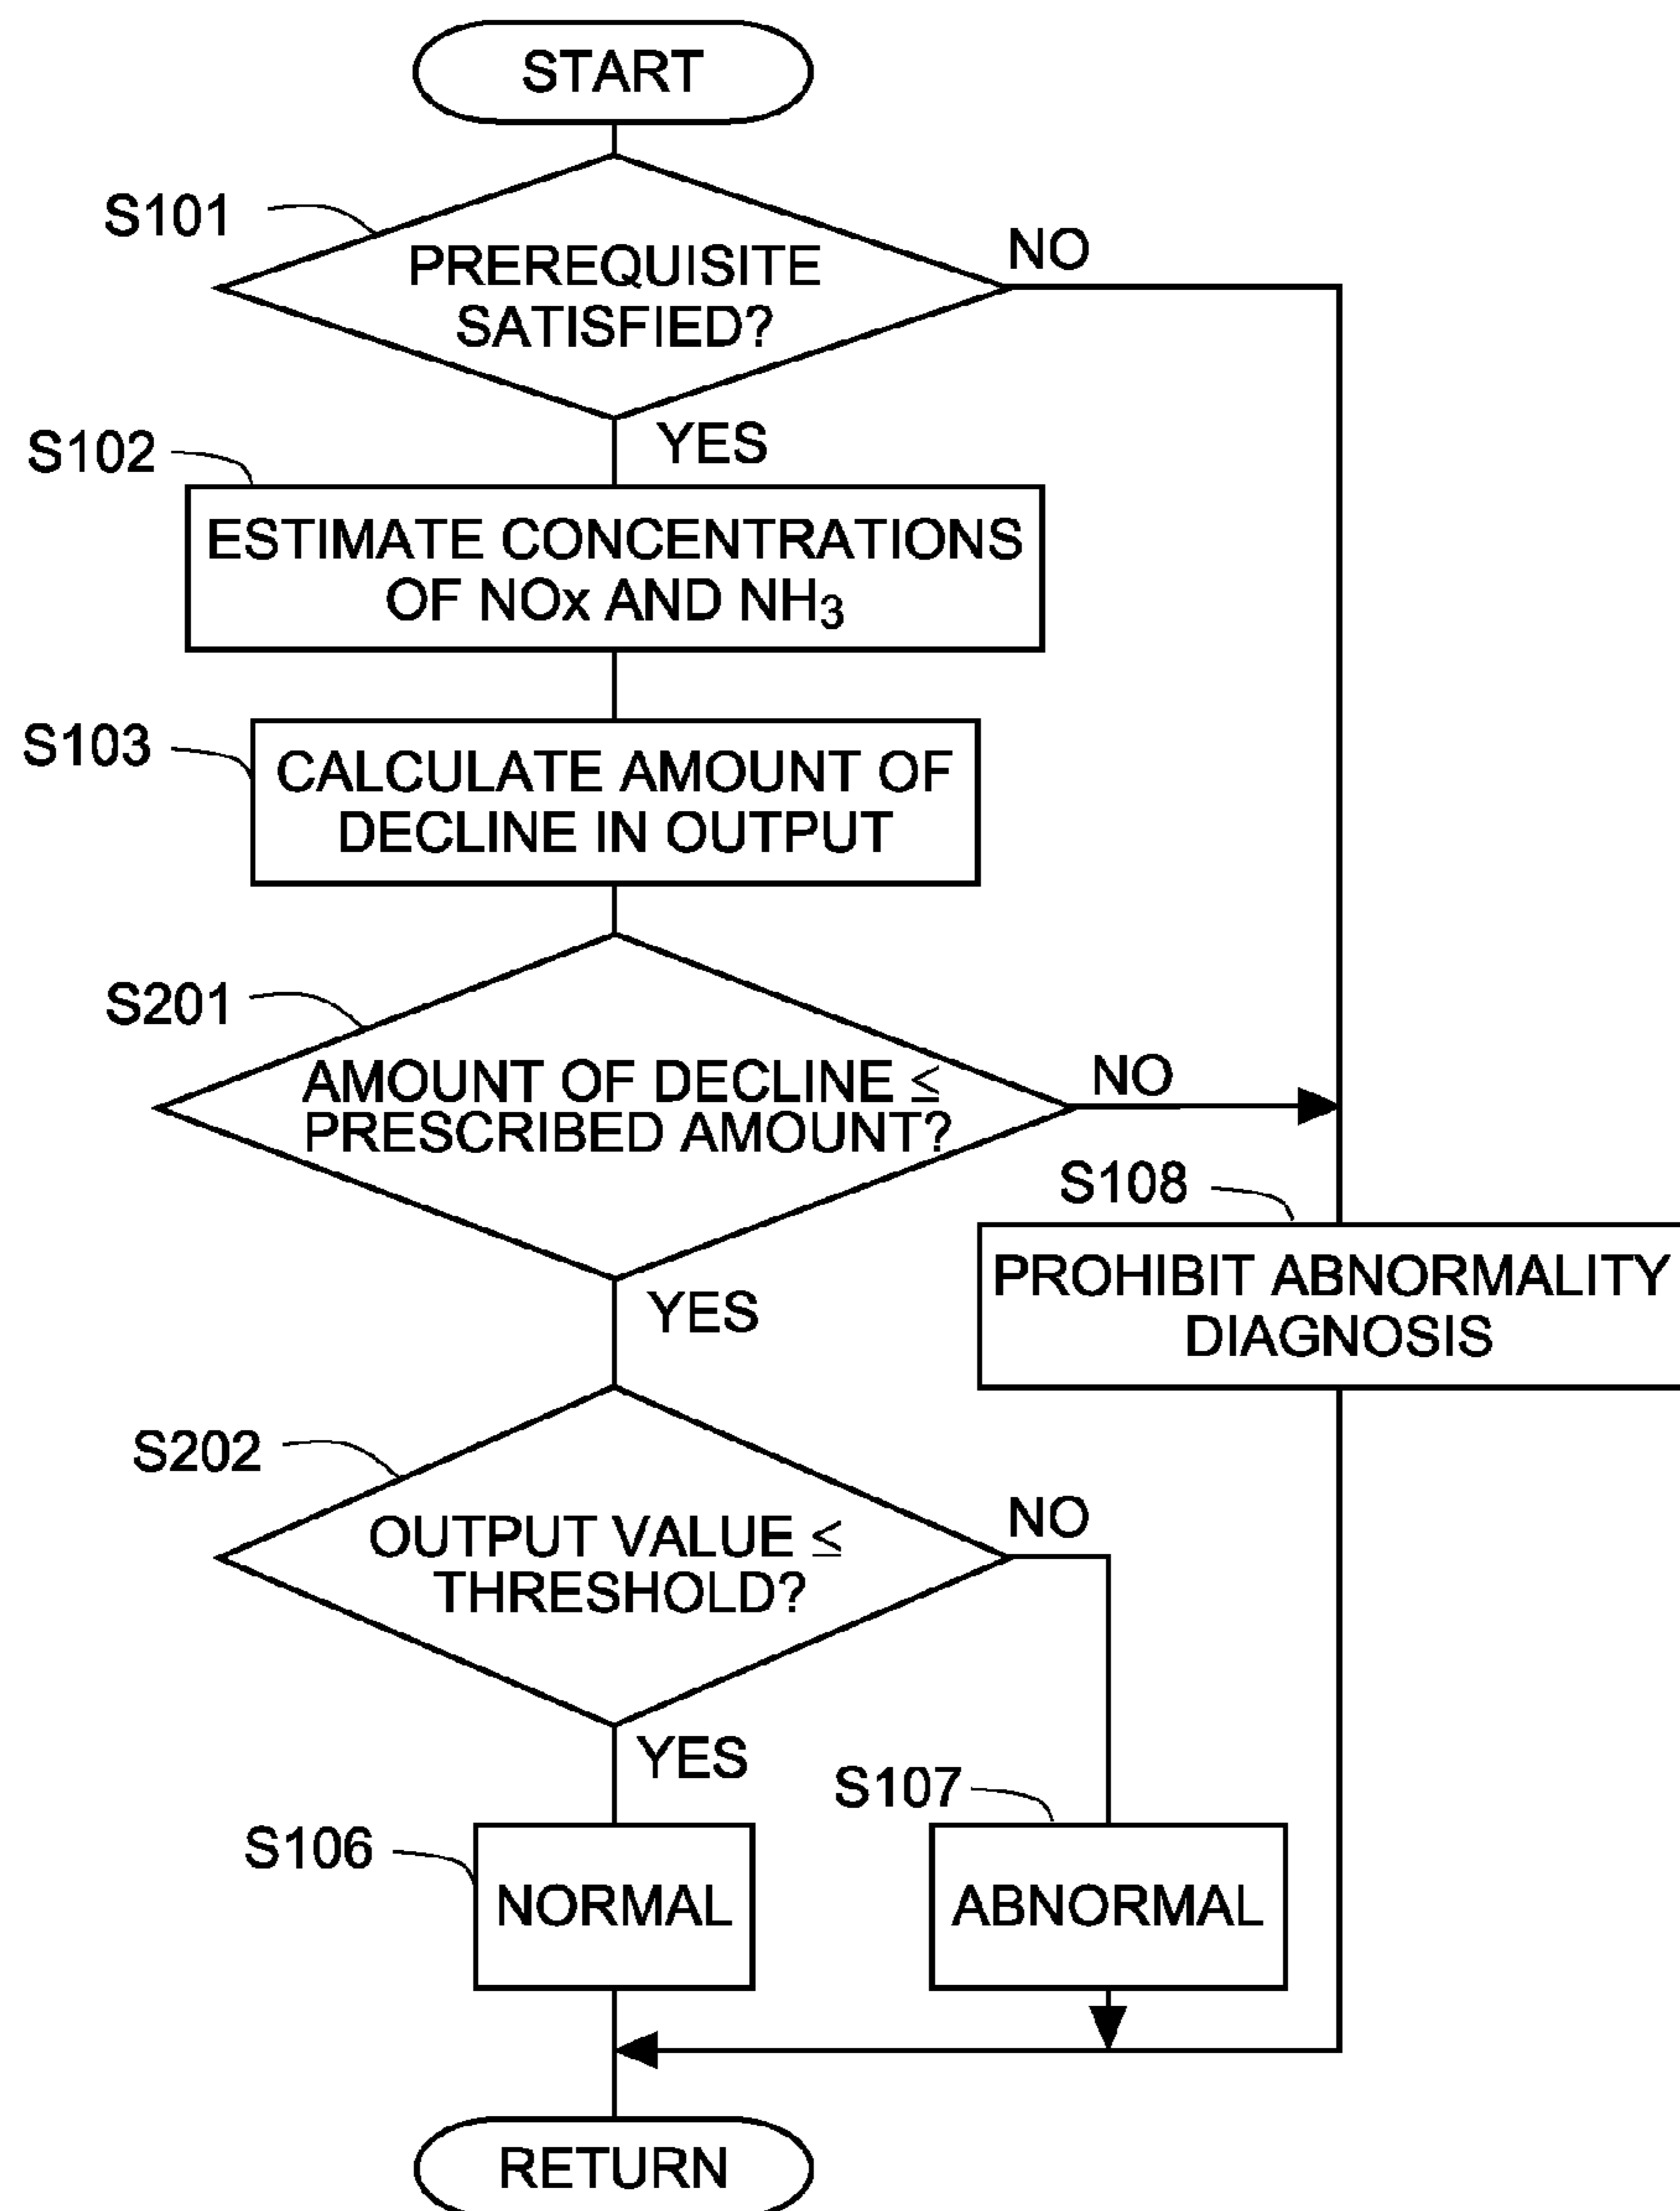 START
S101
PREREQUISITE
SATISFIED?
NO
YES
S102
ESTIMATE CONCENTRATIONS
OF NOx AND NH₃
S103
CALCULATE AMOUNT OF
DECLINE IN OUTPUT
S201
AMOUNT OF DECLINE ≤
PRESCRIBED AMOUNT?
NO
YES
S108
PROHIBIT ABNORMALITY
DIAGNOSIS
S202
OUTPUT VALUE ≤
THRESHOLD?
NO
YES
S106
NORMAL
S107
ABNORMAL
RETURN